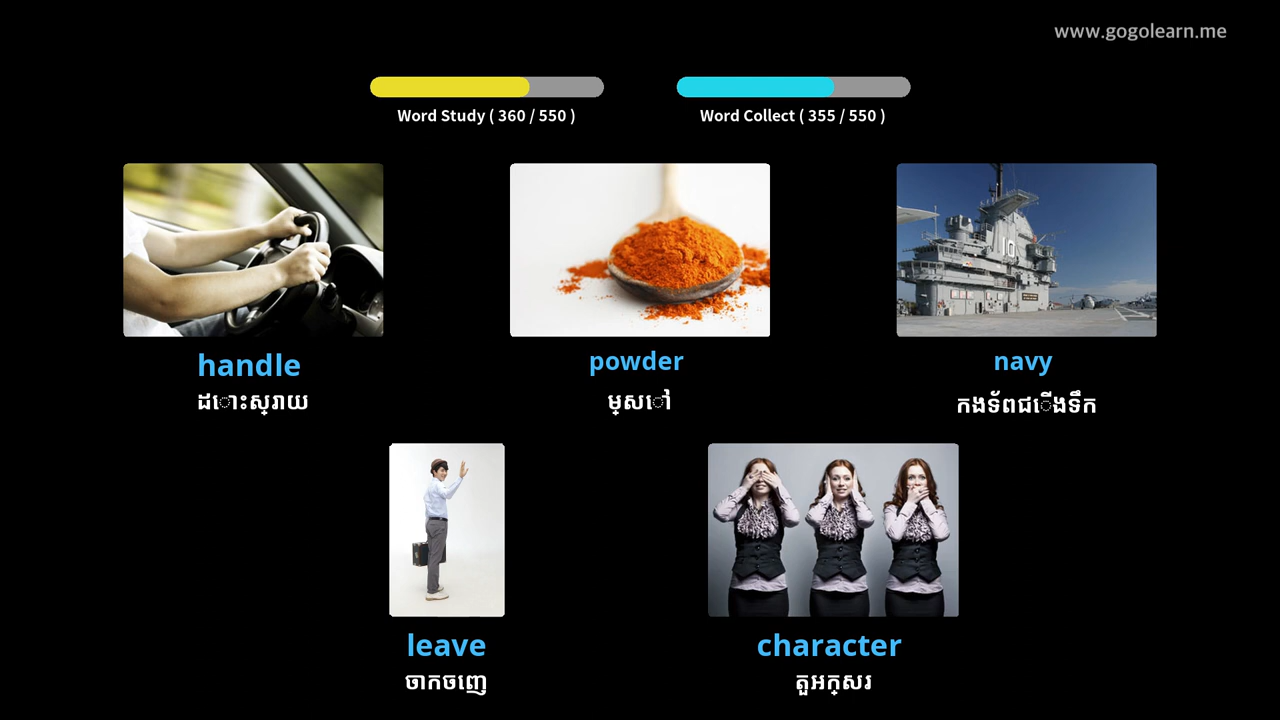 www.gogolearn.me
Word Study ( 360 / 550 )
Word Collect ( 355 / 550 )
handle
powder
navy
ដោះស្រាយ
ម្សៅ
កងទ័ពជើងទឹក
16
leave
character
ចាកចេញ
តួអក្សរ